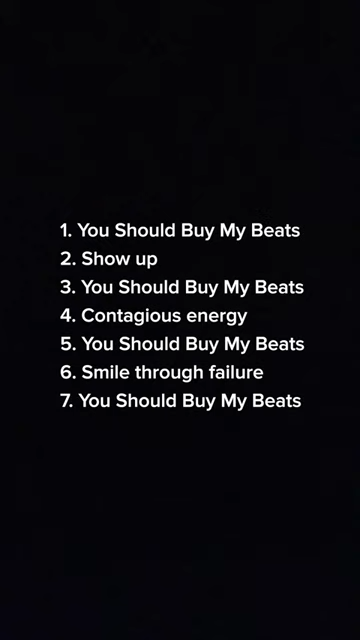 1. You Should Buy My Beats
2. Show up
3. You Should Buy My Beats
4. Contagious energy
5. You Should Buy My Beats
6. Smile through failure
7. You Should Buy My Beats